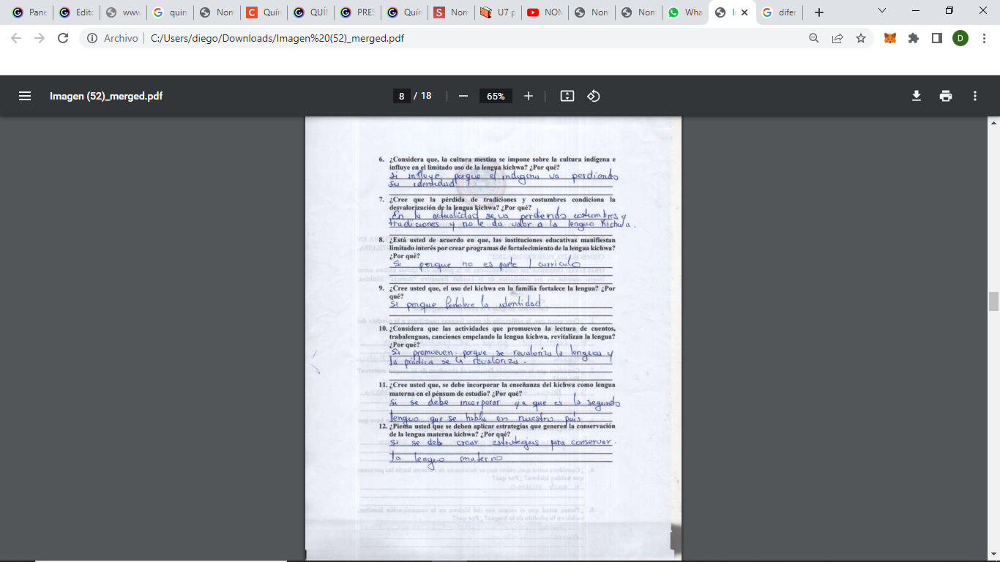 Pane
Edito
www
quim
Nom
Quín
QUÍN
PRES
Quín
Nom
U7 p
NOM
Nom
Nom
Wha
I
difer
Archivo
C:/Users/diego/Downloads/Imagen%20(52)_merged.pdf
D
Imagen (52)_merged.pdf
8 / 18
65%
6. ¿Considera que, la cultura mestiza se impone sobre la cultura indígena e
influye en el limitado uso de la lengua kichwa? ¿Por qué?
Si influye porque el indigena va perdiendo
su identidad
7. ¿Cree que la pérdida de tradiciones y costumbres condiciona la
desvalorización de la lengua kichwa? ¿Por qué?
En la actualidad se va perdiendo costumbres y
tradiciones y no le da valor a la lengua Kichwa.
8. ¿Está usted de acuerdo en que, las instituciones educativas manifiestan
limitado interés por crear programas de fortalecimiento de la lengua kichwa?
¿Por qué?
Si porque no es parte / curriculo
9. ¿Cree usted que, el uso del kichwa en la familia fortalece la lengua? ¿Por
qué?
Si porque fortalece la identidad
10. ¿Considera que las actividades que promueven la lectura de cuentos,
trabalenguas, canciones empelando la lengua kichwa, revitalizan la lengua?
¿Por qué?
Si promueven porque se revaloriza la lengua y
la práctica se la revaloriza.
11. ¿Cree usted que, se debe incorporar la enseñanza del kichwa como lengua
materna en el pénsum de estudio? ¿Por qué?
Si se debe incorporar ya que es la segunda
lengua que se habla en nuestro país
12. ¿Piensa usted que se deben aplicar estrategias que generen la conservación
de la lengua materna kichwa? ¿Por qué?
Si se debe crear estrategias para conservar
la lengua materna